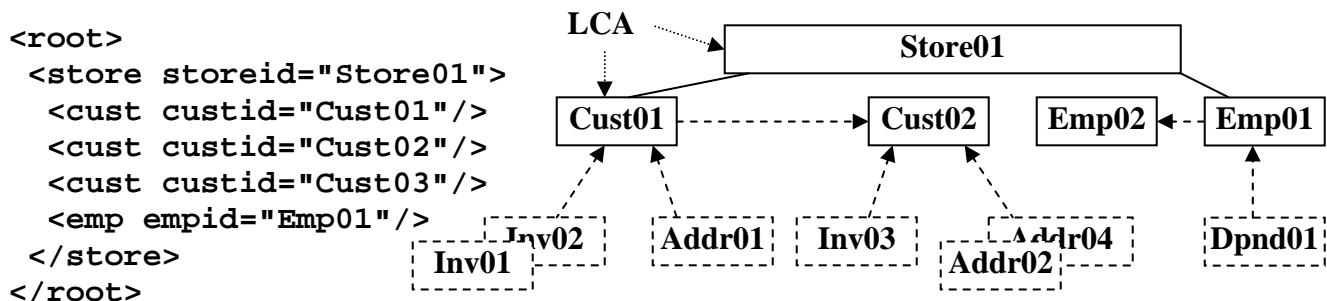 <root>
<store storeid="Store01">
<cust custid="Cust01"/>
<cust custid="Cust02"/>
<cust custid="Cust03"/>
<emp empid="Emp01"/>
</store>
</root>
LCA
Store01
Cust01 Cust02 Emp02 Emp01
Inv02 Addr01 Inv03 Addr04 Dpnd01
Inv01 Addr02